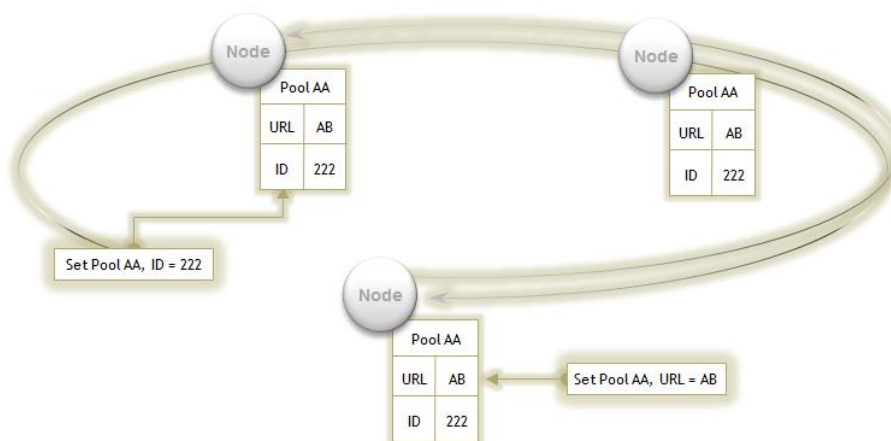 Node
Pool AA
URL AB
ID 222
Node
Pool AA
URL AB
ID 222
Set Pool AA, ID = 222
Node
Pool AA
URL AB
ID 222
Set Pool AA, URL = AB